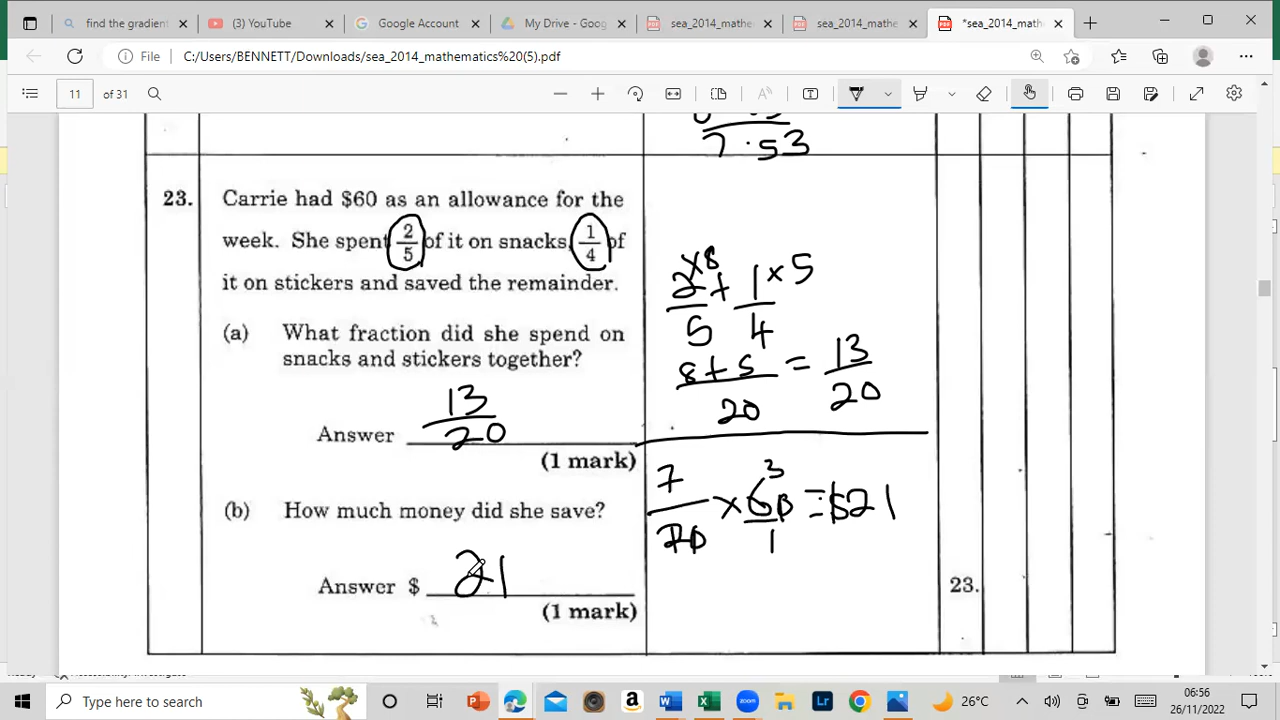 find the gradient
(3) YouTube
Google Account
My Drive - Goog
sea_2014_mathe
sea_2014_mathe
*sea_2014_math
File
C:/Users/BENNETT/Downloads/sea_2014_mathematics%20(5).pdf
11 of 31
7.53
23. Carrie had $60 as an allowance for the
week. She spent 2/5 of it on snacks, 1/4 of
it on stickers and saved the remainder.
(a) What fraction did she spend on
snacks and stickers together?
Answer 13/20
(1 mark)
2/5 ×8 + 1/4 ×5
8+5/20 = 13/20
(b) How much money did she save?
7/20 × 60/1 3 = $21
Answer $ 21
(1 mark)
23.
Type here to search
zoom
Lr
26°C
06:56
26/11/2022